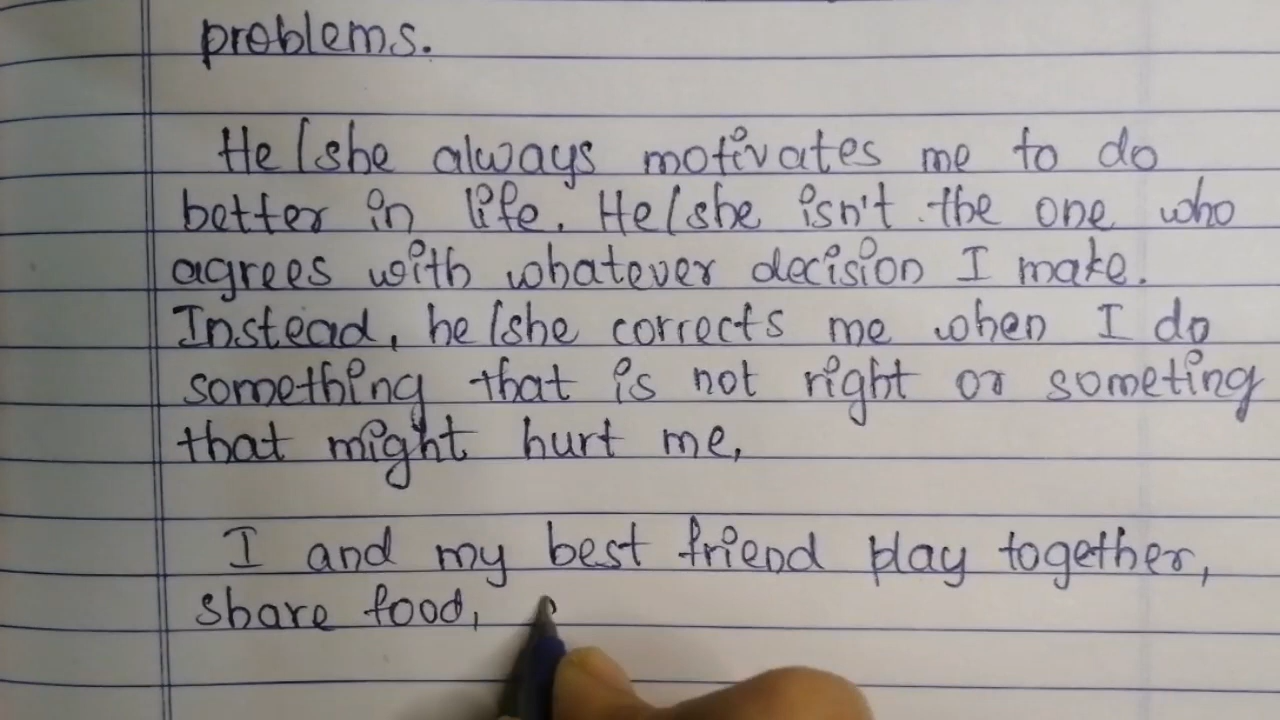 problems.
He/she always motivates me to do
better in life. He/she isn't the one who
agrees with whatever decision I make.
Instead, he/she corrects me when I do
something that is not right or someting
that might hurt me,
I and my best friend play together,
share food,